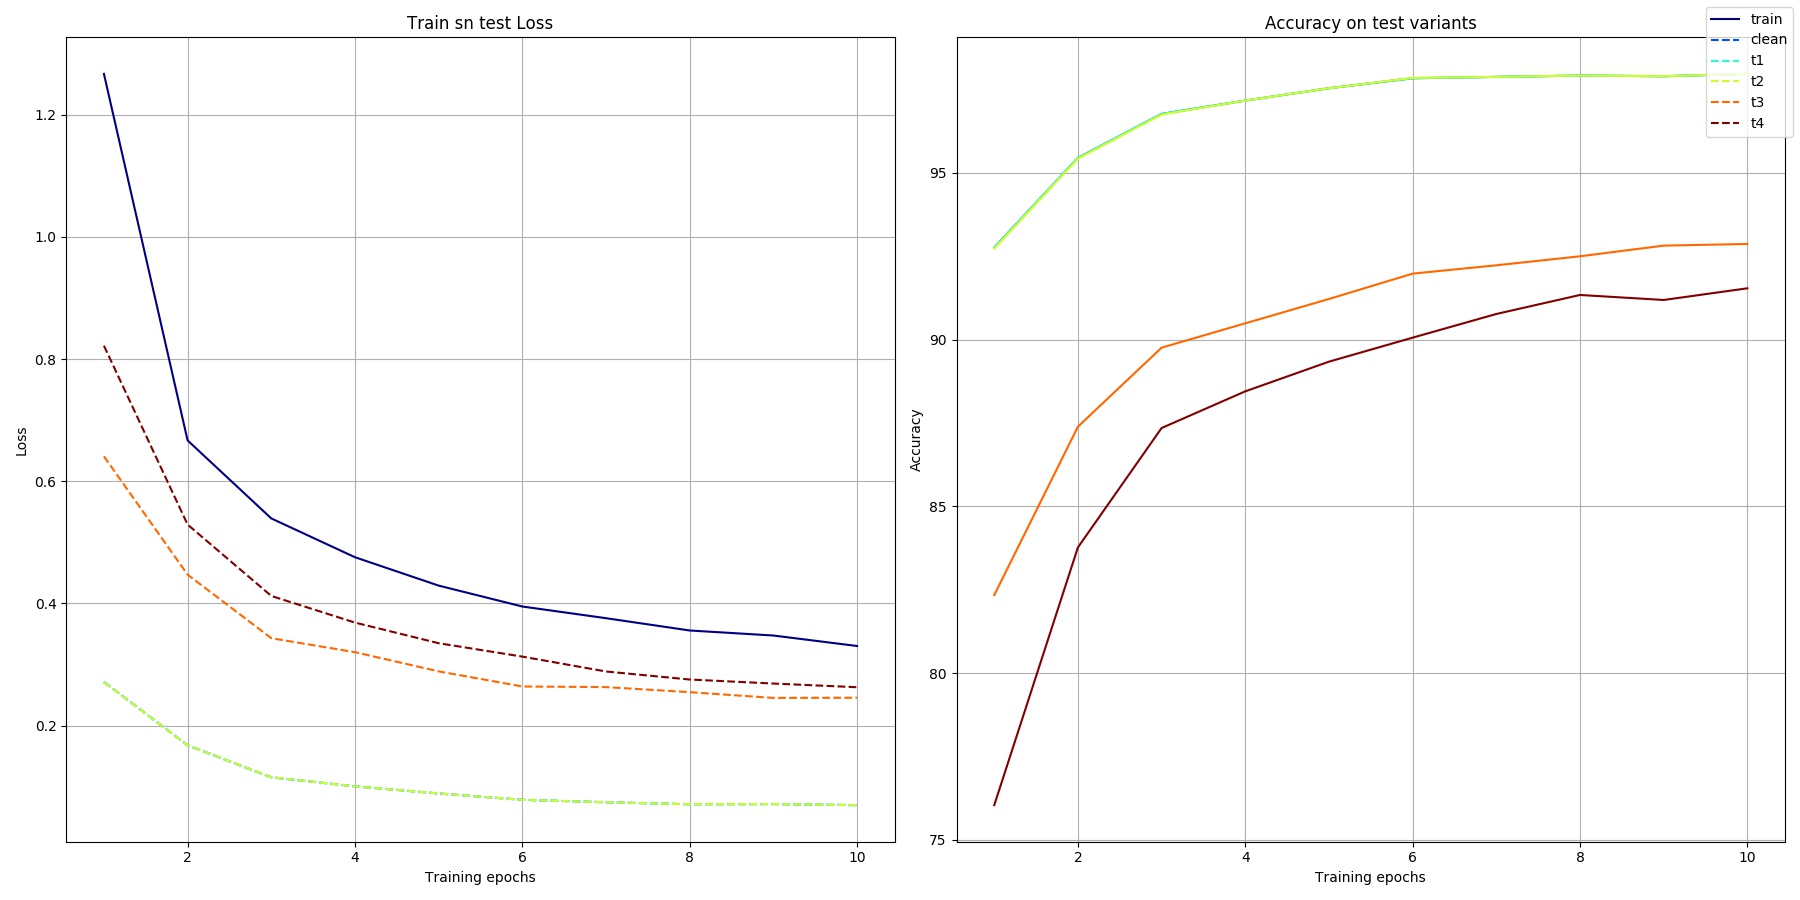 Train sn test Loss
1.2
1.0
0.8
0.6
0.4
0.2
Loss
2
4
6
8
10
Training epochs
Accuracy on test variants
95
90
85
80
75
Accuracy
2
4
6
8
10
Training epochs
train
clean
t1
t2
t3
t4